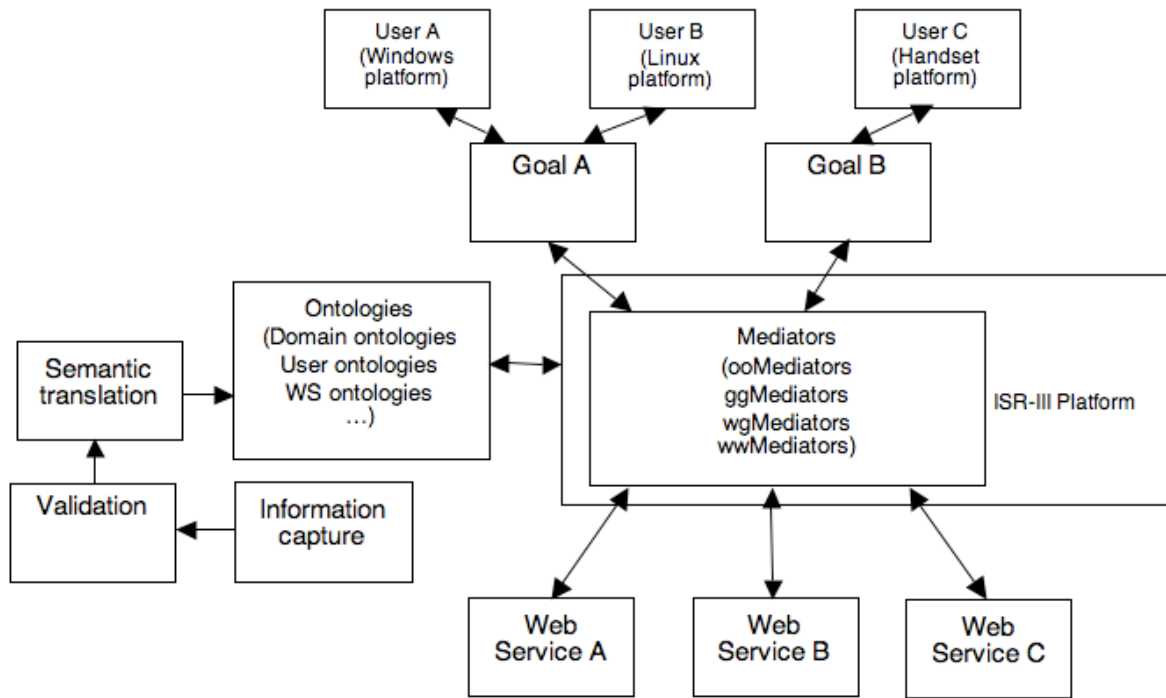 User A
(Windows
platform)
User B
(Linux
platform)
User C
(Handset
platform)
Goal A
Goal B
Ontologies
(Domain ontologies
User ontologies
WS ontologies
...)
Mediators
(ooMediators
ggMediators
wgMediators
wwMediators)
ISR-III Platform
Semantic
translation
Validation
Information
capture
Web
Service A
Web
Service B
Web
Service C